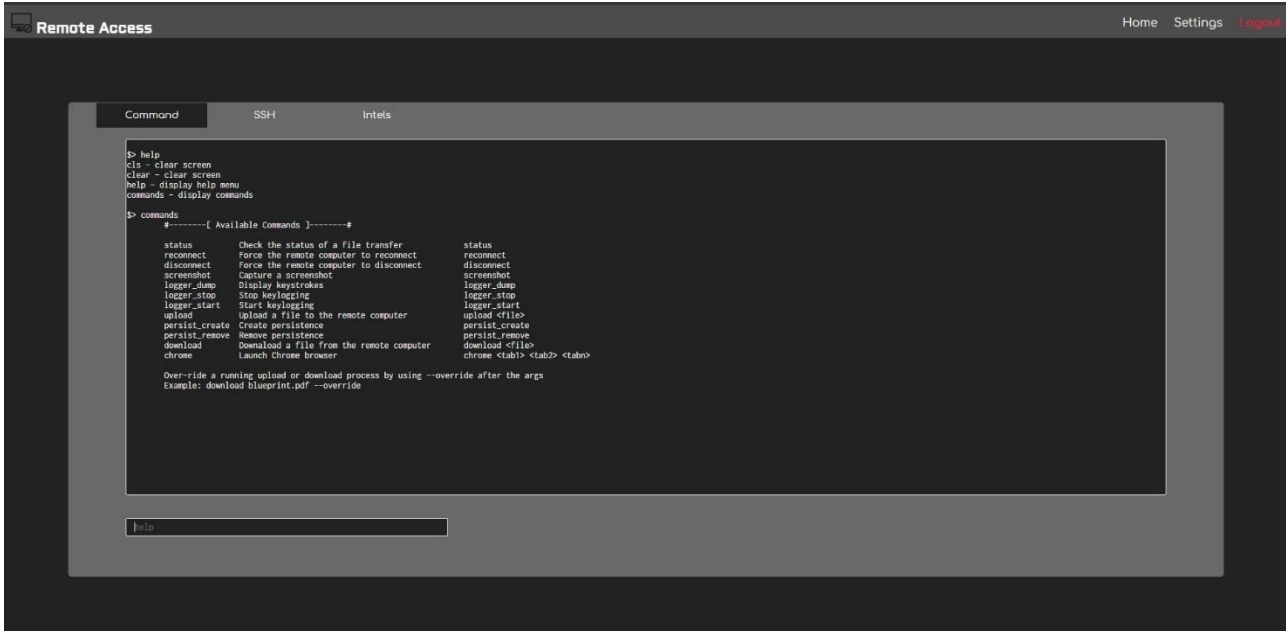 Remote Access
Home Settings Logout
Command SSH Intels
$> help
cls - clear screen
clear - clear screen
help - display help menu
commands - display commands
$> commands
#--------[ Available Commands ]--------#
status Check the status of a file transfer status
reconnect Force the remote computer to reconnect reconnect
disconnect Force the remote computer to disconnect disconnect
screenshot Capture a screenshot screenshot
logger_dump Display keystrokes logger_dump
logger_stop Stop keylogging logger_stop
logger_start Start keylogging logger_start
upload Upload a file to the remote computer upload <file>
persist_create Create persistence persist_create
persist_remove Remove persistence persist_remove
download Downaload a file from the remote computer download <file>
chrome Launch Chrome browser chrome <tab1> <tab2> <tabn>
Over-ride a running upload or download process by using --override after the args
Example: download blueprint.pdf --override
help